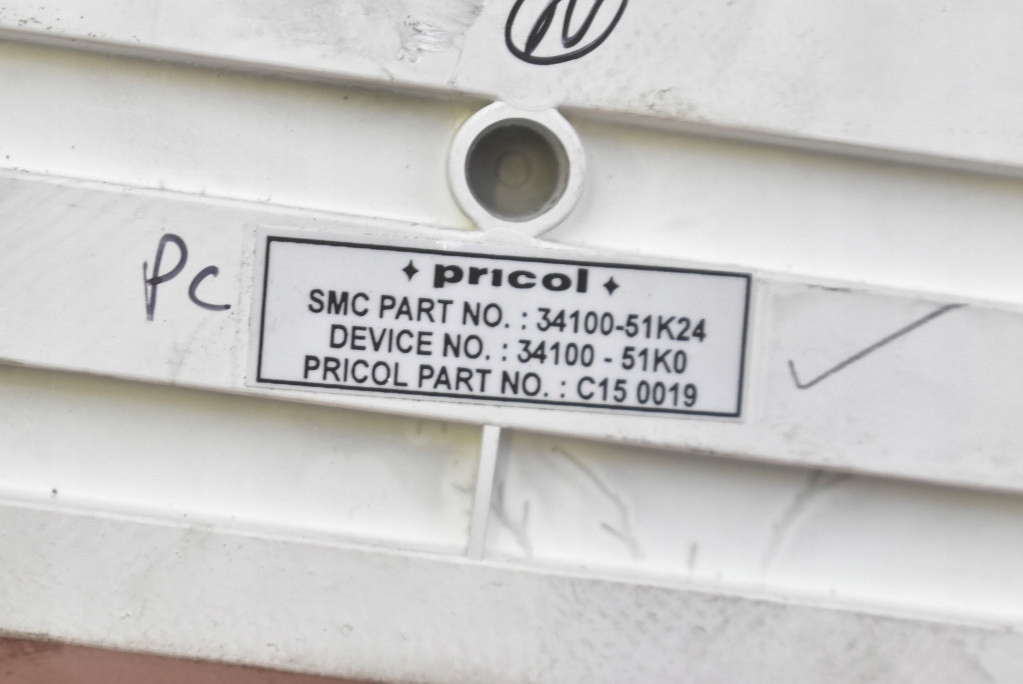 N
✦ pricol ✦
PC
SMC PART NO. : 34100-51K24
DEVICE NO. : 34100 - 51K0
PRICOL PART NO. : C15 0019